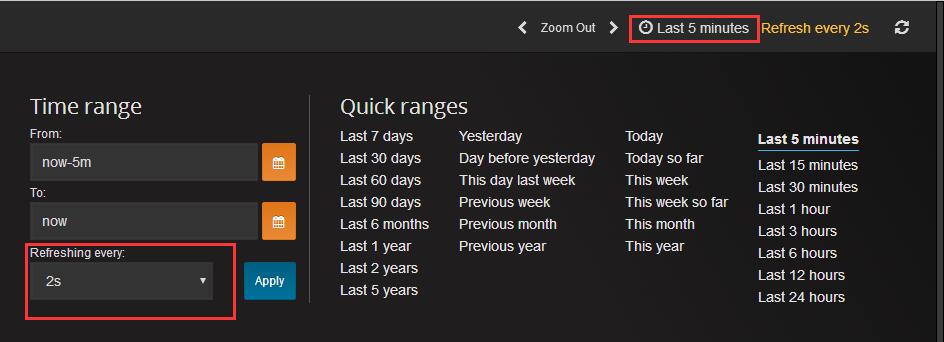 Zoom Out Last 5 minutes Refresh every 2s
Time range
From:
now-5m
To:
now
Refreshing every:
2s
Apply
Quick ranges
Last 7 days
Last 30 days
Last 60 days
Last 90 days
Last 6 months
Last 1 year
Last 2 years
Last 5 years
Yesterday
Day before yesterday
This day last week
Previous week
Previous month
Previous year
Today
Today so far
This week
This week so far
This month
This year
Last 5 minutes
Last 15 minutes
Last 30 minutes
Last 1 hour
Last 3 hours
Last 6 hours
Last 12 hours
Last 24 hours